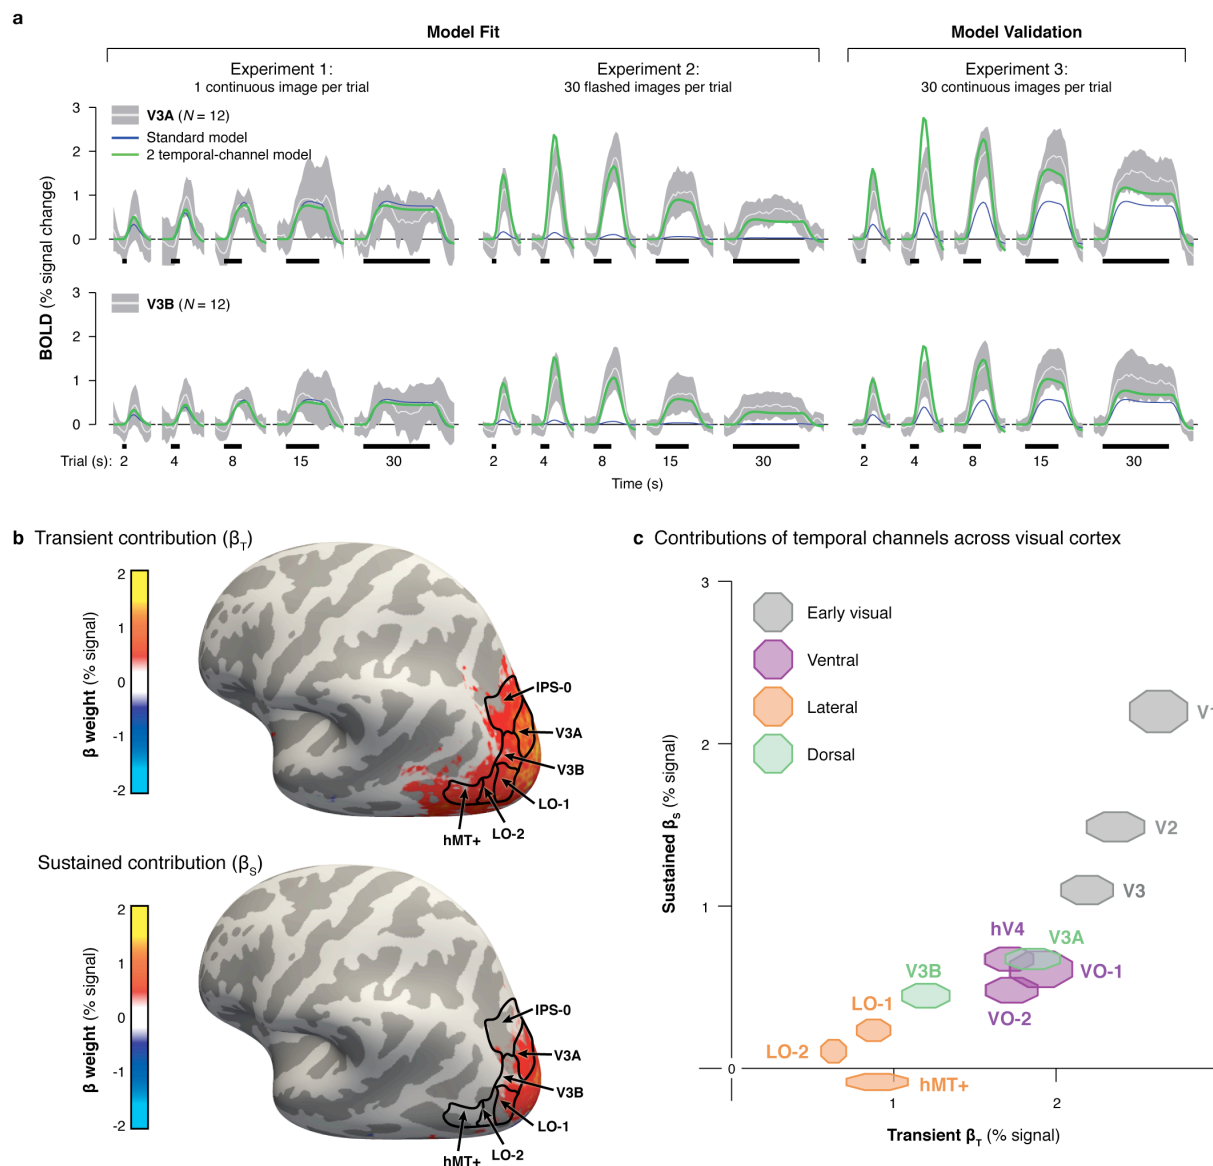 a
Model Fit
Model Validation
Experiment 1:
1 continuous image per trial
Experiment 2:
30 flashed images per trial
Experiment 3:
30 continuous images per trial
BOLD (% signal change)
3
2
1
0
V3A (N = 12)
Standard model
2 temporal-channel model
3
2
1
0
V3B (N = 12)
Trial (s): 2 4 8 15 30 2 4 8 15 30 2 4 8 15 30
Time (s)
b Transient contribution (βT)
β weight (% signal)
2
1
0
-1
-2
IPS-0
V3A
V3B
LO-1
LO-2
hMT+
Sustained contribution (βS)
β weight (% signal)
2
1
0
-1
-2
IPS-0
V3A
V3B
LO-1
LO-2
hMT+
c Contributions of temporal channels across visual cortex
Early visual
Ventral
Lateral
Dorsal
Sustained βS (% signal)
3
2
1
0
V1
V2
V3
hV4
V3A
VO-1
V3B
VO-2
LO-1
LO-2
hMT+
1 2
Transient βT (% signal)